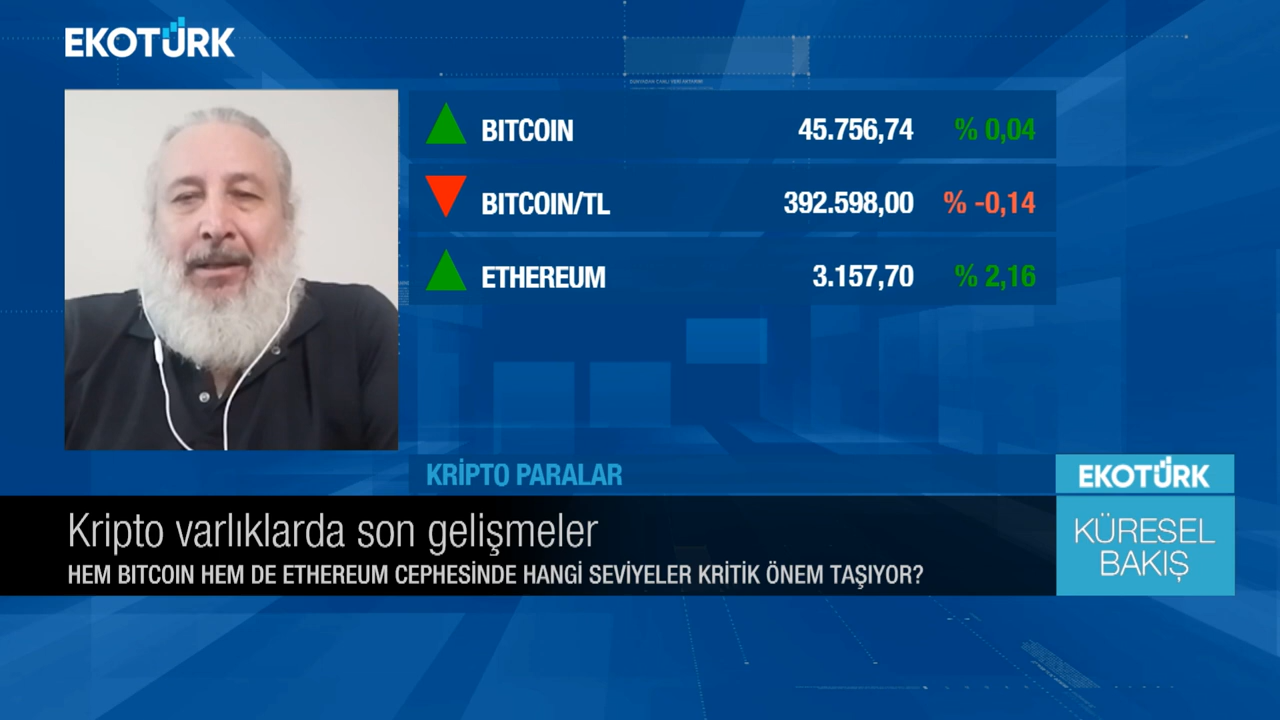 EKOTÜRK
BITCOIN 45.756,74 % 0,04
BITCOIN/TL 392.598,00 % -0,14
ETHEREUM 3.157,70 % 2,16
KRİPTO PARALAR
EKOTÜRK
Kripto varlıklarda son gelişmeler
HEM BITCOIN HEM DE ETHEREUM CEPHESİNDE HANGİ SEVİYELER KRİTİK ÖNEM TAŞIYOR?
KÜRESEL
BAKIŞ